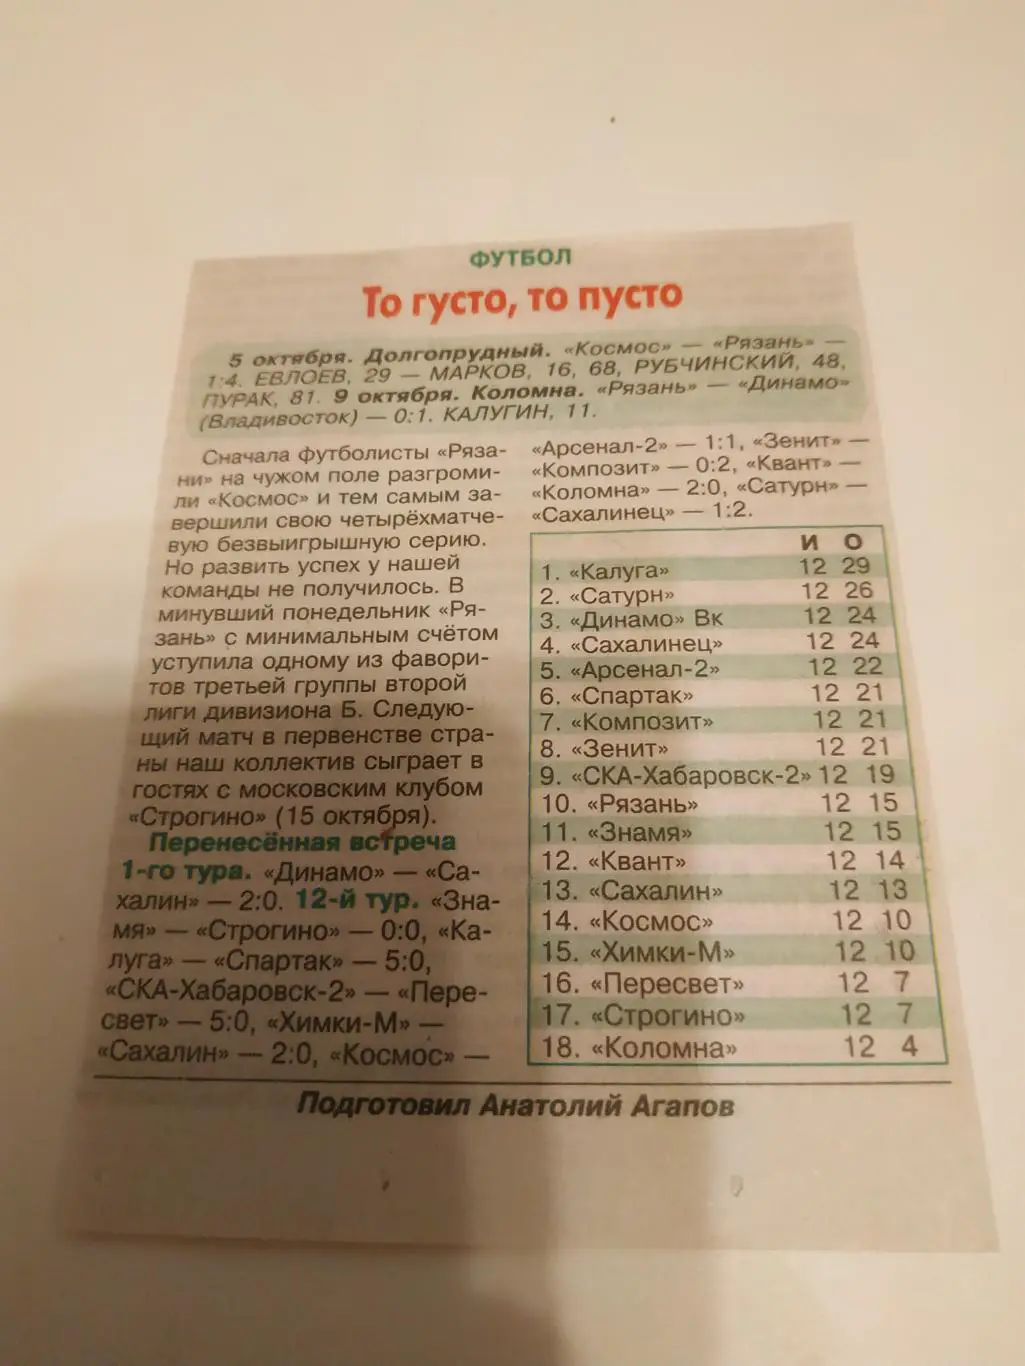 ФУТБОЛ
То густо, то пусто
5 октября. Долгопрудный. «Космос» — «Рязань» —
1:4. ЕВЛОЕВ, 29 — МАРКОВ, 16, 68, РУБЧИНСКИЙ, 48,
ПУРАК, 81. 9 октября. Коломна. «Рязань» — «Динамо»
(Владивосток) — 0:1. КАЛУГИН, 11.
Сначала футболисты «Ряза-
ни» на чужом поле разгроми-
ли «Космос» и тем самым за-
вершили свою четырёхматче-
вую безвыигрышную серию.
Но развить успех у нашей
команды не получилось. В
минувший понедельник «Ря-
зань» с минимальным счётом
уступила одному из фавори-
тов третьей группы второй
лиги дивизиона Б. Следую-
щий матч в первенстве стра-
ны наш коллектив сыграет в
гостях с московским клубом
«Строгино» (15 октября).
Перенесённая встреча
1-го тура. «Динамо» — «Са-
халин» — 2:0. 12-й тур. «Зна-
мя» — «Строгино» — 0:0, «Ка-
луга» — «Спартак» — 5:0,
«СКА-Хабаровск-2» — «Пере-
свет» — 5:0, «Химки-М» —
«Сахалин» — 2:0, «Космос» —
«Арсенал-2» — 1:1, «Зенит» —
«Композит» — 0:2, «Квант» —
«Коломна» — 2:0, «Сатурн» —
«Сахалинец» — 1:2.
И О
1. «Калуга» 12 29
2. «Сатурн» 12 26
3. «Динамо» Вк 12 24
4. «Сахалинец» 12 24
5. «Арсенал-2» 12 22
6. «Спартак» 12 21
7. «Композит» 12 21
8. «Зенит» 12 21
9. «СКА-Хабаровск-2» 12 19
10. «Рязань» 12 15
11. «Знамя» 12 15
12. «Квант» 12 14
13. «Сахалин» 12 13
14. «Космос» 12 10
15. «Химки-М» 12 10
16. «Пересвет» 12 7
17. «Строгино» 12 7
18. «Коломна» 12 4
Подготовил Анатолий Агапов